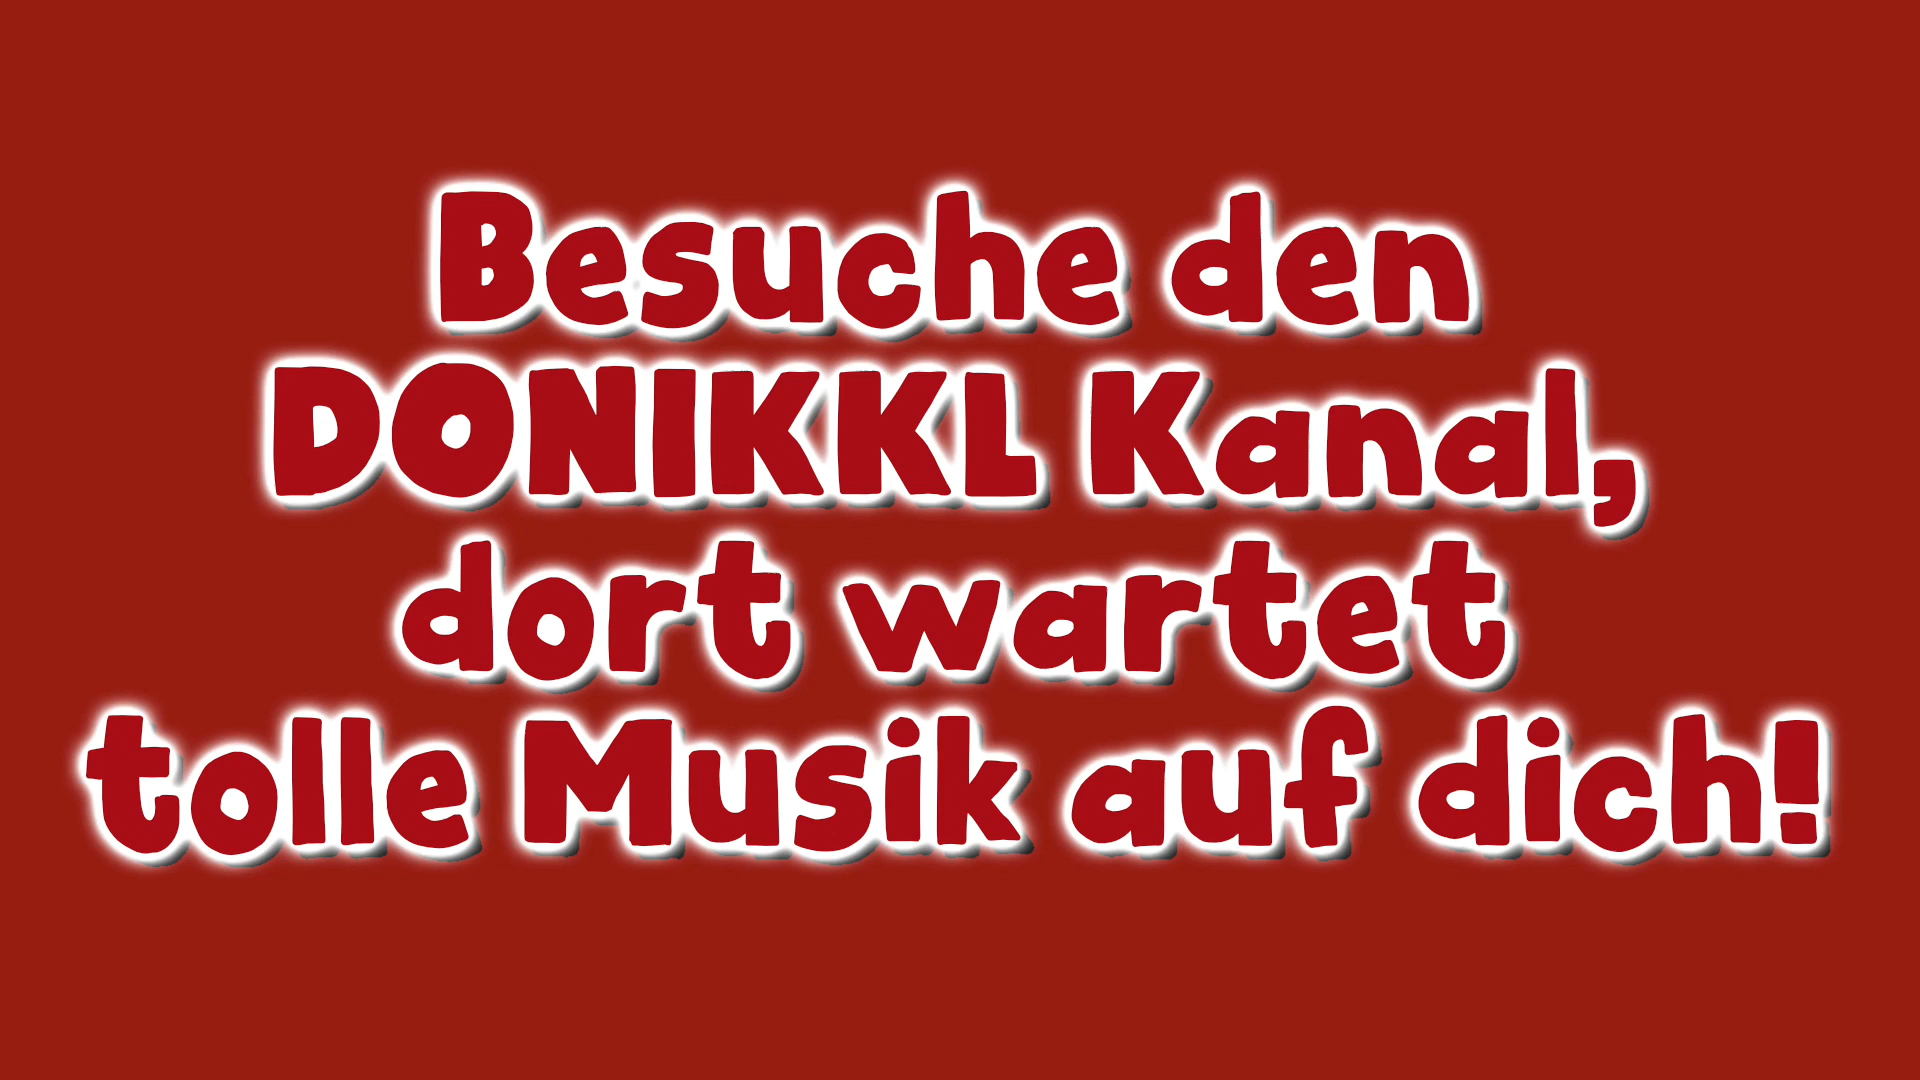 Besuche den
DONIKKL Kanal,
dort wartet
tolle Musik auf dich!